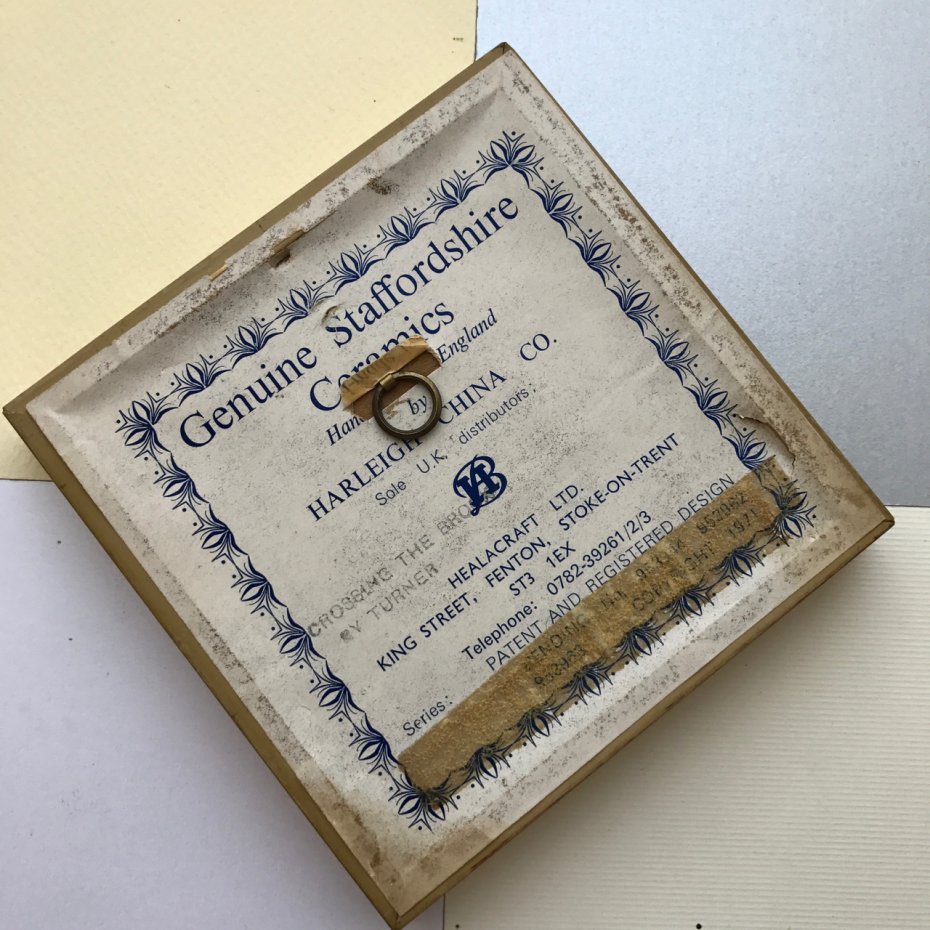 Genuine Staffordshire
Ceramics
England
by
HARLEIGH CHINA CO.
Sole U.K. distributors
CROSSING THE BROOK
BY TURNER
HEALACRAFT LTD
KING STREET, FENTON, STOKE-ON-TRENT
ST3 1EX
Telephone: 0782-39261/2/3
PATENT AND REGISTERED DESIGN
PENDING
COPYRIGHT 1971
Series: